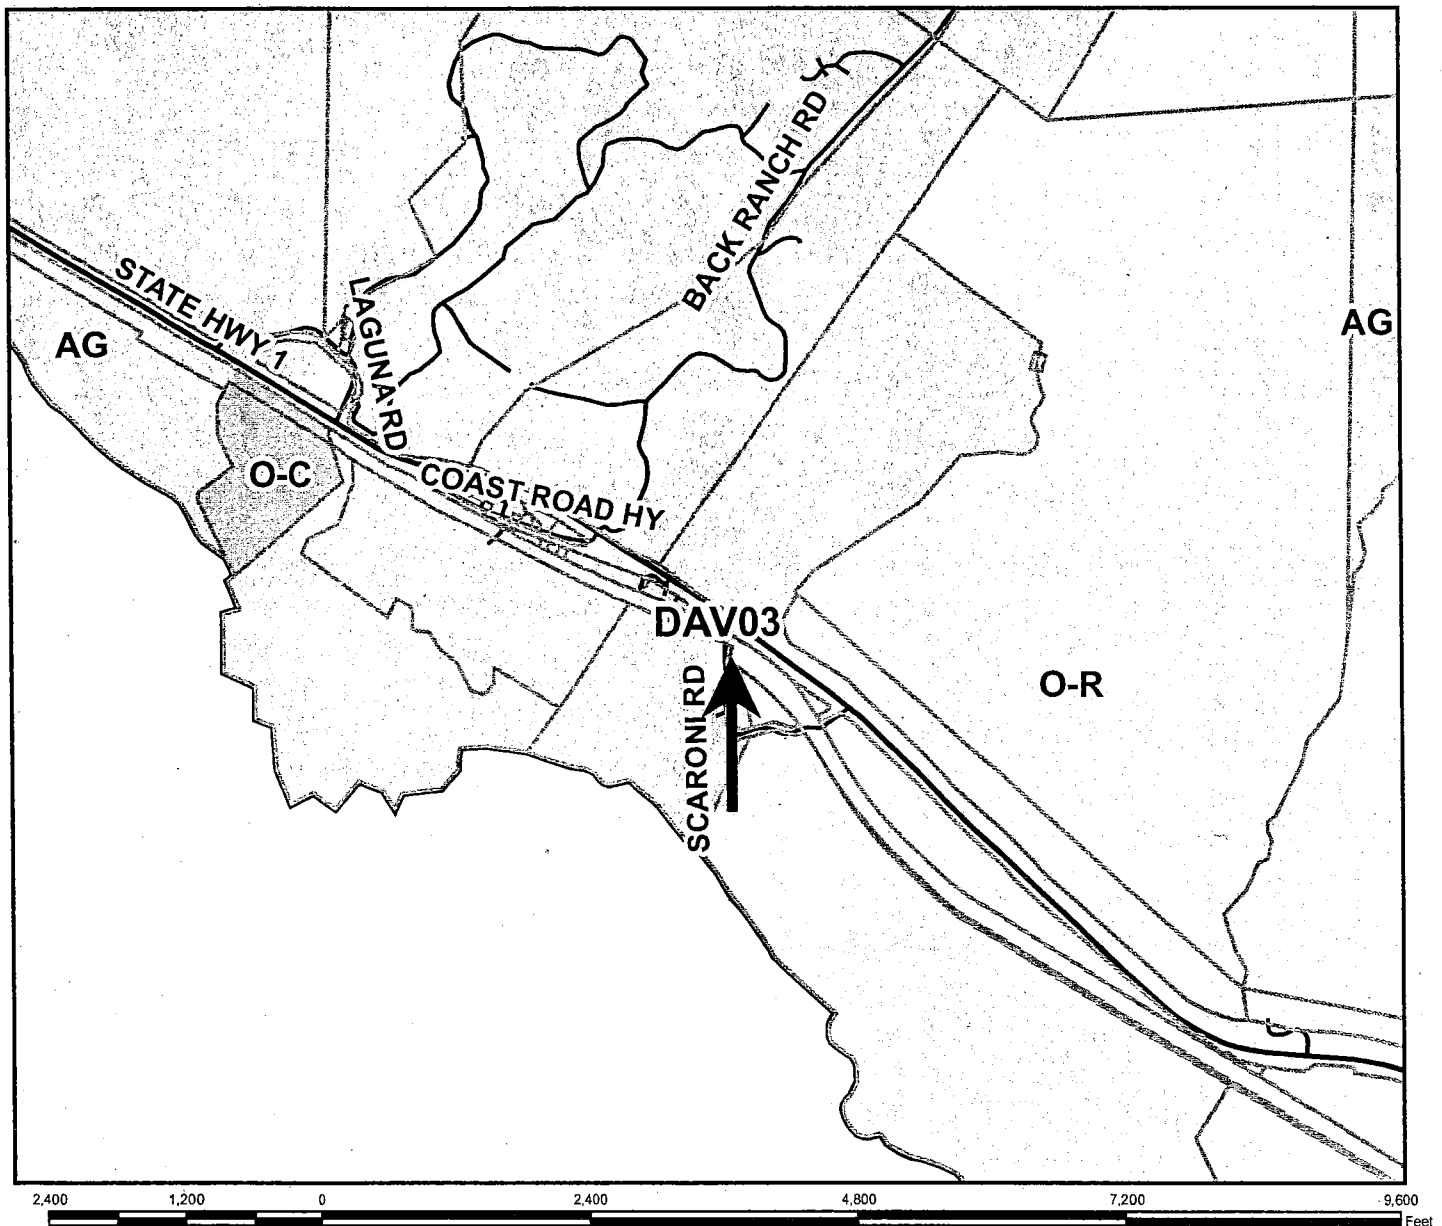 BACK RANCH RD
STATE HWY 1
LAGUNA RD
AG
AG
O-C
COAST ROAD HY
DAV03
SCARONI RD
O-R
2,400 1,200 0 2,400 4,800 7,200 9,600
Feet